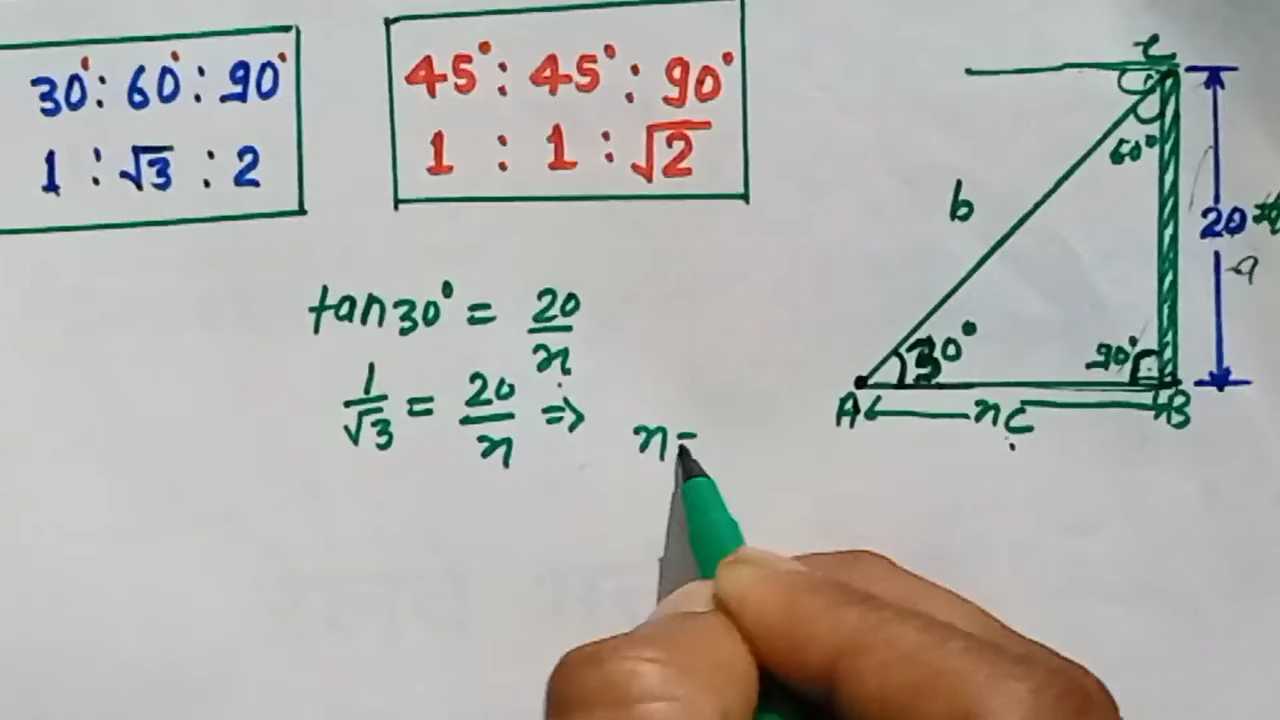 30° : 60° : 90°
1 : √3 : 2
45° : 45° : 90°
1 : 1 : √2
tan30° = 20/x
1/√3 = 20/x ⇒ x =
60°
b
20
a
30°
90°
A
x
c
B